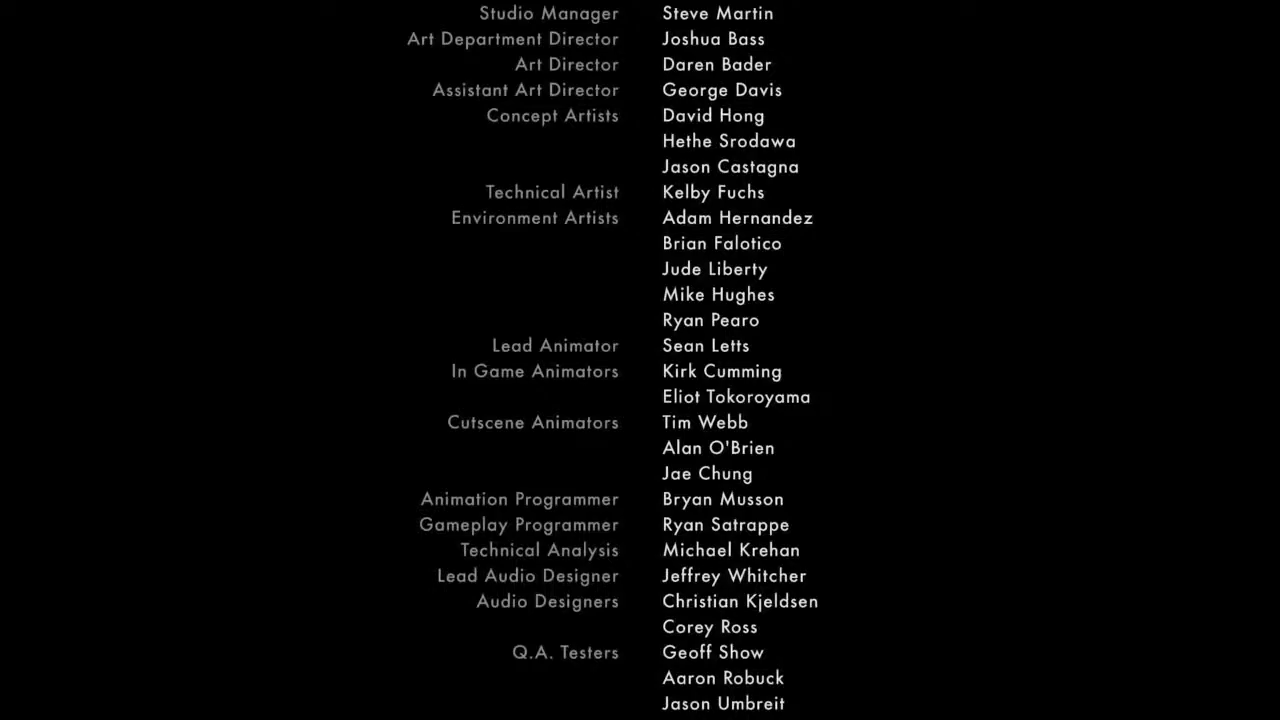 Studio Manager Steve Martin
Art Department Director Joshua Bass
Art Director Daren Bader
Assistant Art Director George Davis
Concept Artists David Hong
Hethe Srodawa
Jason Castagna
Technical Artist Kelby Fuchs
Environment Artists Adam Hernandez
Brian Falotico
Jude Liberty
Mike Hughes
Ryan Pearo
Lead Animator Sean Letts
In Game Animators Kirk Cumming
Eliot Tokoroyama
Cutscene Animators Tim Webb
Alan O'Brien
Jae Chung
Animation Programmer Bryan Musson
Gameplay Programmer Ryan Satrappe
Technical Analysis Michael Krehan
Lead Audio Designer Jeffrey Whitcher
Audio Designers Christian Kjeldsen
Corey Ross
Q.A. Testers Geoff Show
Aaron Robuck
Jason Umbreit